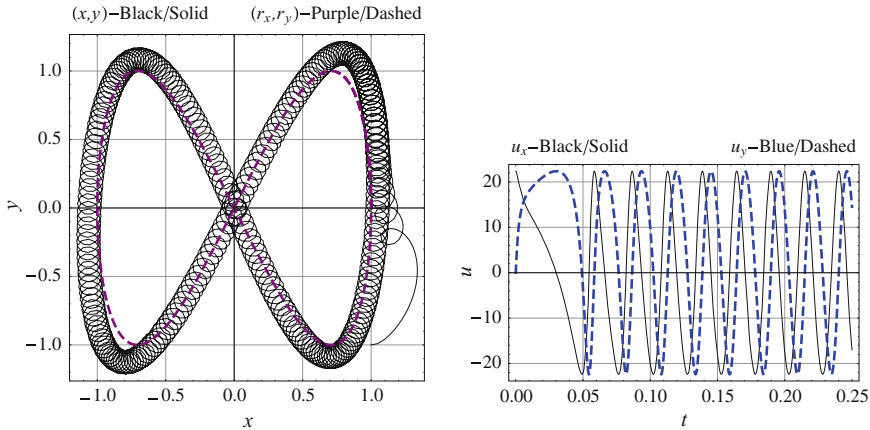 (x,y)−Black/Solid (r_x,r_y)−Purple/Dashed
1.0
0.5
0.0
−0.5
−1.0
y
−1.0 −0.5 0.0 0.5 1.0
x
u_x−Black/Solid u_y−Blue/Dashed
20
10
0
−10
−20
u
0.00 0.05 0.10 0.15 0.20 0.25
t